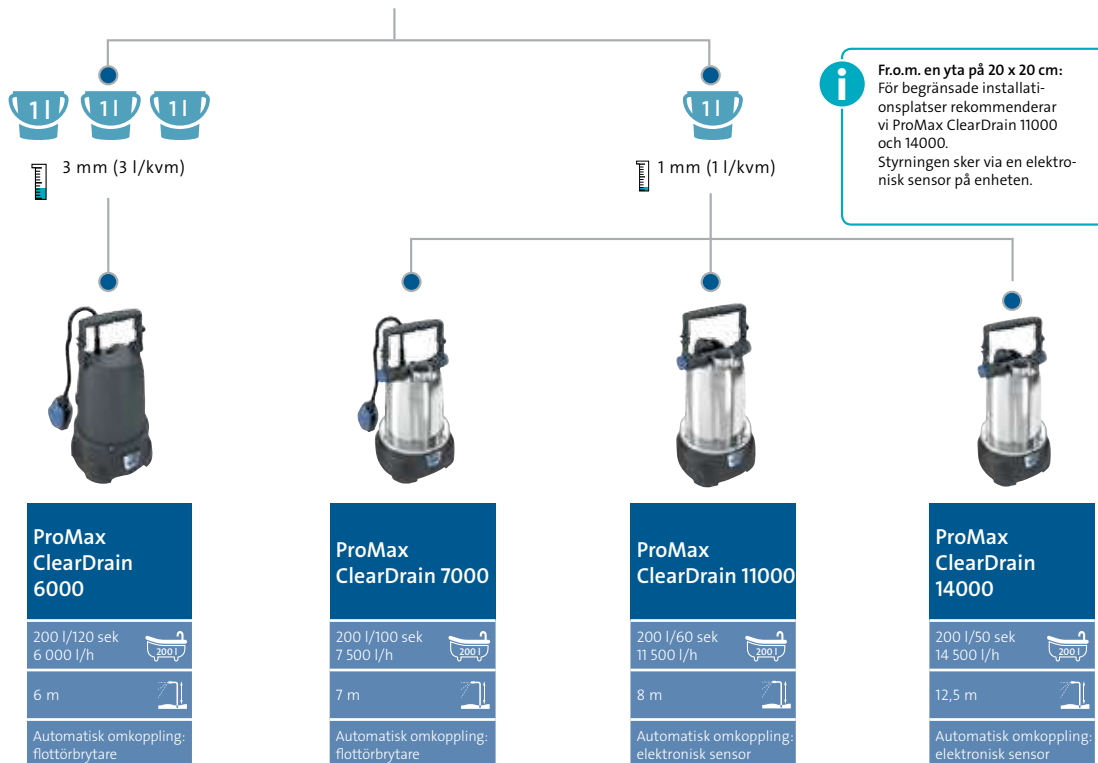 1 l
1 l
1 l
1 l
3 mm (3 l/kvm)
1 mm (1 l/kvm)
Fr.o.m. en yta på 20 x 20 cm:
För begränsade installati-
onsplatser rekommenderar
vi ProMax ClearDrain 11000
och 14000.
Styrningen sker via en elektro-
nisk sensor på enheten.
ProMax
ClearDrain
6000
200 l/120 sek
6 000 l/h
200 l
6 m
Automatisk omkoppling:
flottörbrytare
ProMax
ClearDrain 7000
200 l/100 sek
7 500 l/h
200 l
7 m
Automatisk omkoppling:
flottörbrytare
ProMax
ClearDrain 11000
200 l/60 sek
11 500 l/h
200 l
8 m
Automatisk omkoppling:
elektronisk sensor
ProMax
ClearDrain
14000
200 l/50 sek
14 500 l/h
200 l
12,5 m
Automatisk omkoppling:
elektronisk sensor